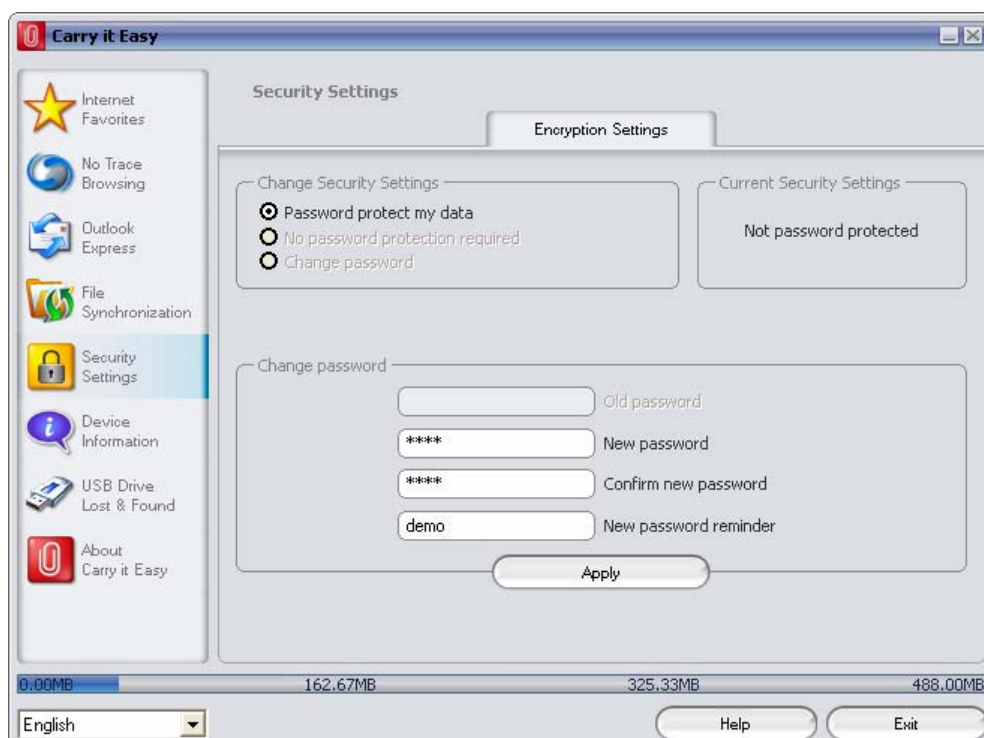 Carry it Easy
Internet
Favorites
No Trace
Browsing
Outlook
Express
File
Synchronization
Security
Settings
Device
Information
USB Drive
Lost & Found
About
Carry it Easy
Security Settings
Encryption Settings
Change Security Settings
Password protect my data
No password protection required
Change password
Current Security Settings
Not password protected
Change password
Old password
**** New password
**** Confirm new password
demo New password reminder
Apply
0.00MB 162.67MB 325.33MB 488.00MB
English
Help
Exit